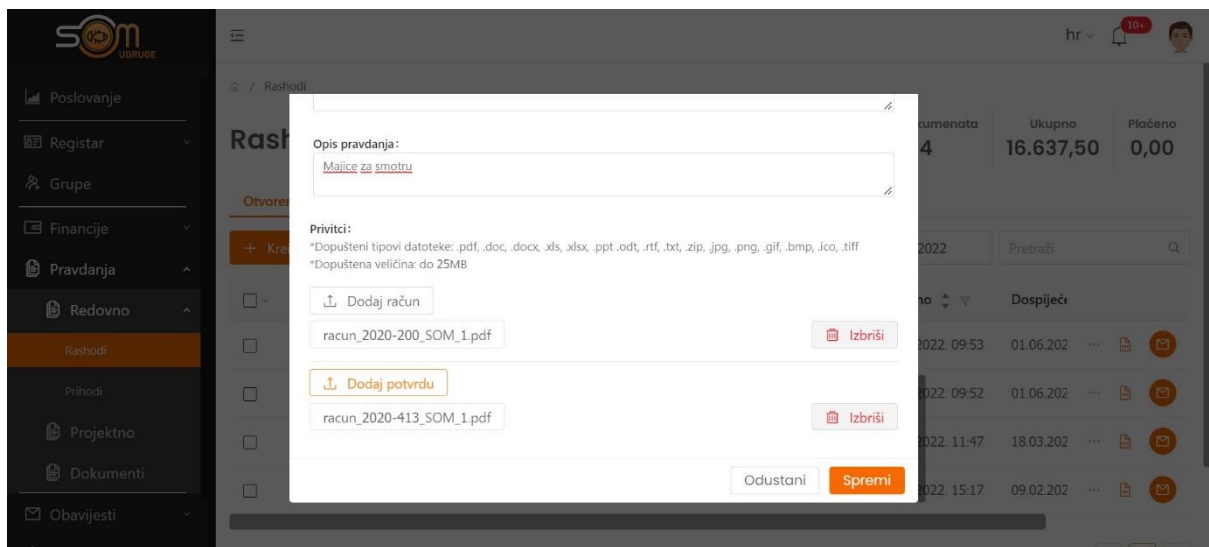 SOM
UDRUGE
hr
10+
Poslovanje
Registar
Grupe
Financije
Pravdanja
Redovno
Rashodi
Prihodi
Projektno
Dokumenti
Obavijesti
/ Rashodi
Ukupno
16.637,50
Plaćeno
0,00
4
2022
Pretraži
Dospijeće
2022. 09:53 01.06.202
2022. 09:52 01.06.202
2022. 11:47 18.03.202
2022. 15:17 09.02.202
Opis pravdanja:
Majice za smotru
Privitci:
*Dopušteni tipovi datoteke: .pdf, .doc, .docx, .xls, .xlsx, .ppt .odt, .rtf, .txt, .zip, .jpg, .png, .gif, .bmp, .ico, .tiff
*Dopuštena veličina: do 25MB
Dodaj račun
racun_2020-200_SOM_1.pdf Izbriši
Dodaj potvrdu
racun_2020-413_SOM_1.pdf Izbriši
Odustani Spremi